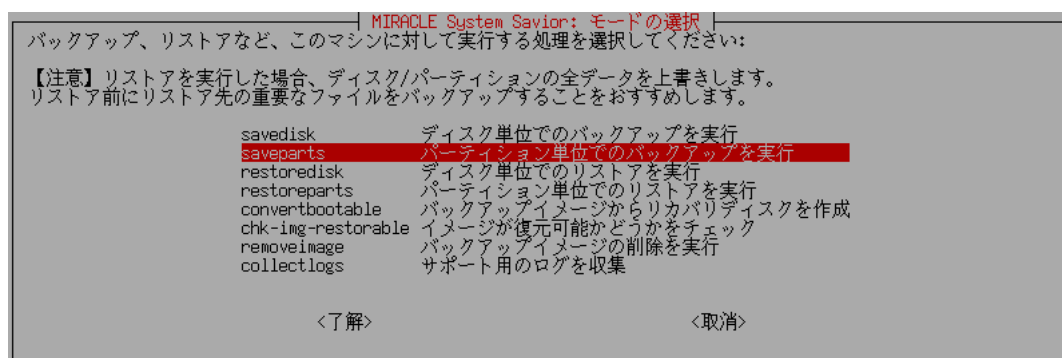 MIRACLE System Savior: モードの選択
バックアップ、リストアなど、このマシンに対して実行する処理を選択してください:
【注意】リストアを実行した場合、ディスク/パーティションの全データを上書きします。
リストア前にリストア先の重要なファイルをバックアップすることをおすすめします。
savedisk ディスク単位でのバックアップを実行
saveparts パーティション単位でのバックアップを実行
restoredisk ディスク単位でのリストアを実行
restoreparts パーティション単位でのリストアを実行
convertbootable バックアップイメージからリカバリディスクを作成
chk-img-restorable イメージが復元可能かどうかをチェック
removeimage バックアップイメージの削除を実行
collectlogs サポート用のログを収集
<了解> <取消>